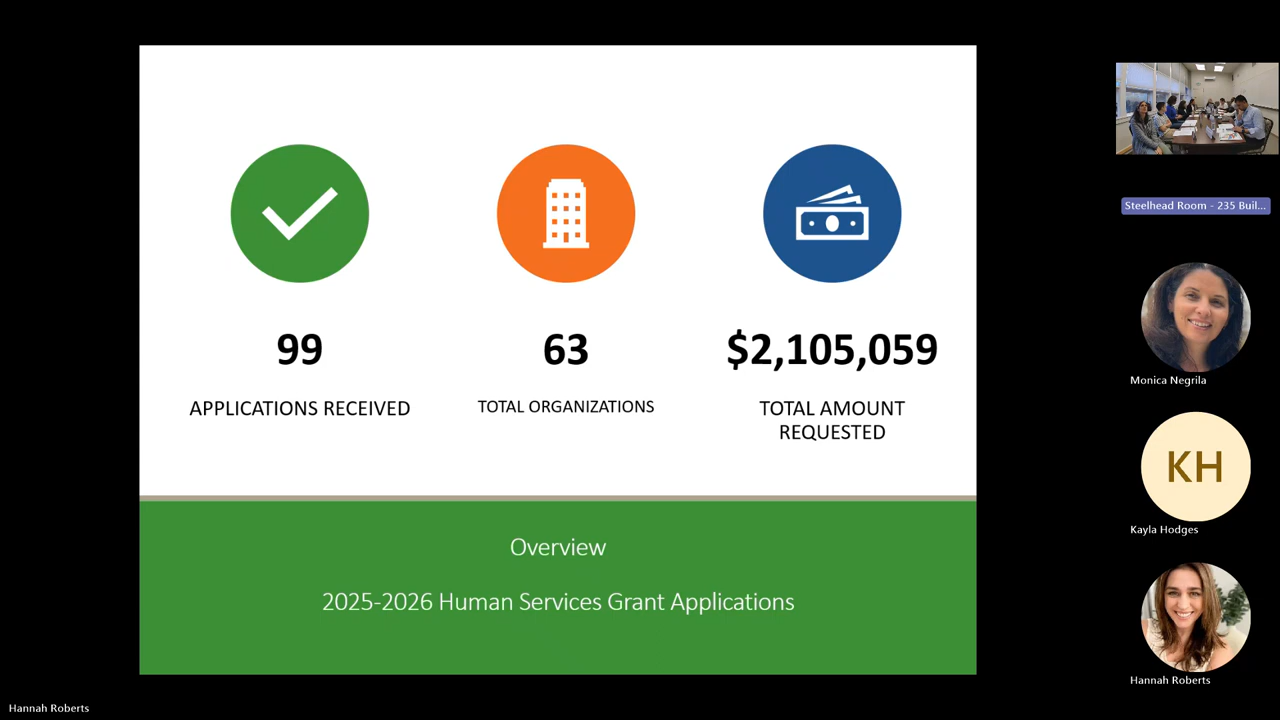 99
APPLICATIONS RECEIVED
63
TOTAL ORGANIZATIONS
$2,105,059
TOTAL AMOUNT
REQUESTED
Overview
2025-2026 Human Services Grant Applications
Steelhead Room - 235 Buil...
Monica Negrila
KH
Kayla Hodges
Hannah Roberts
Hannah Roberts